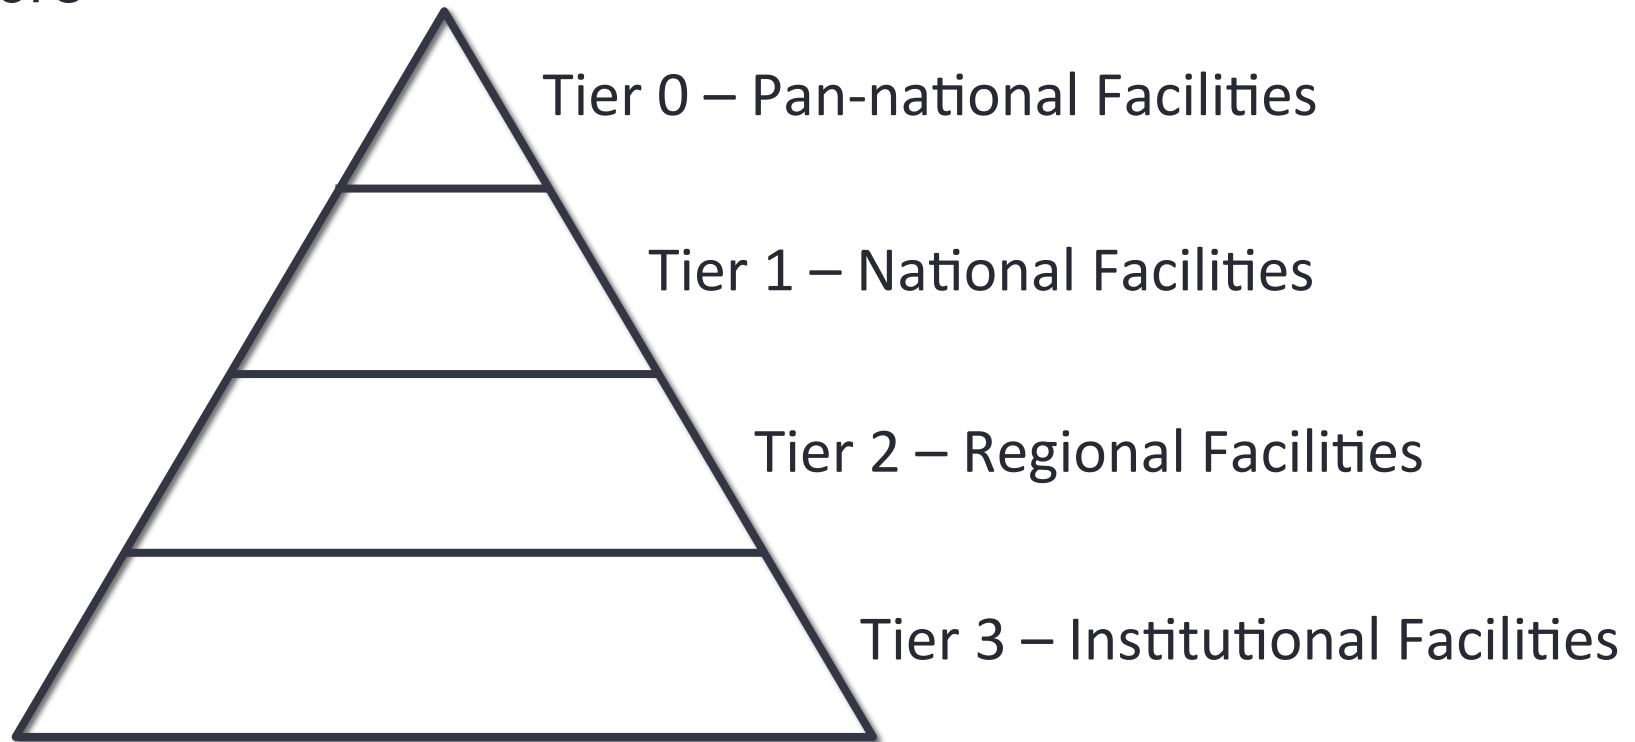 Tier 0 – Pan-national Facilities
Tier 1 – National Facilities
Tier 2 – Regional Facilities
Tier 3 – Institutional Facilities